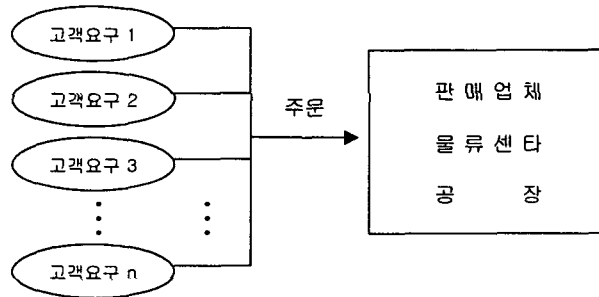 고객요구 1
고객요구 2
고객요구 3
고객요구 n
주문
판 매 업 체
물 류 센 타
공 장